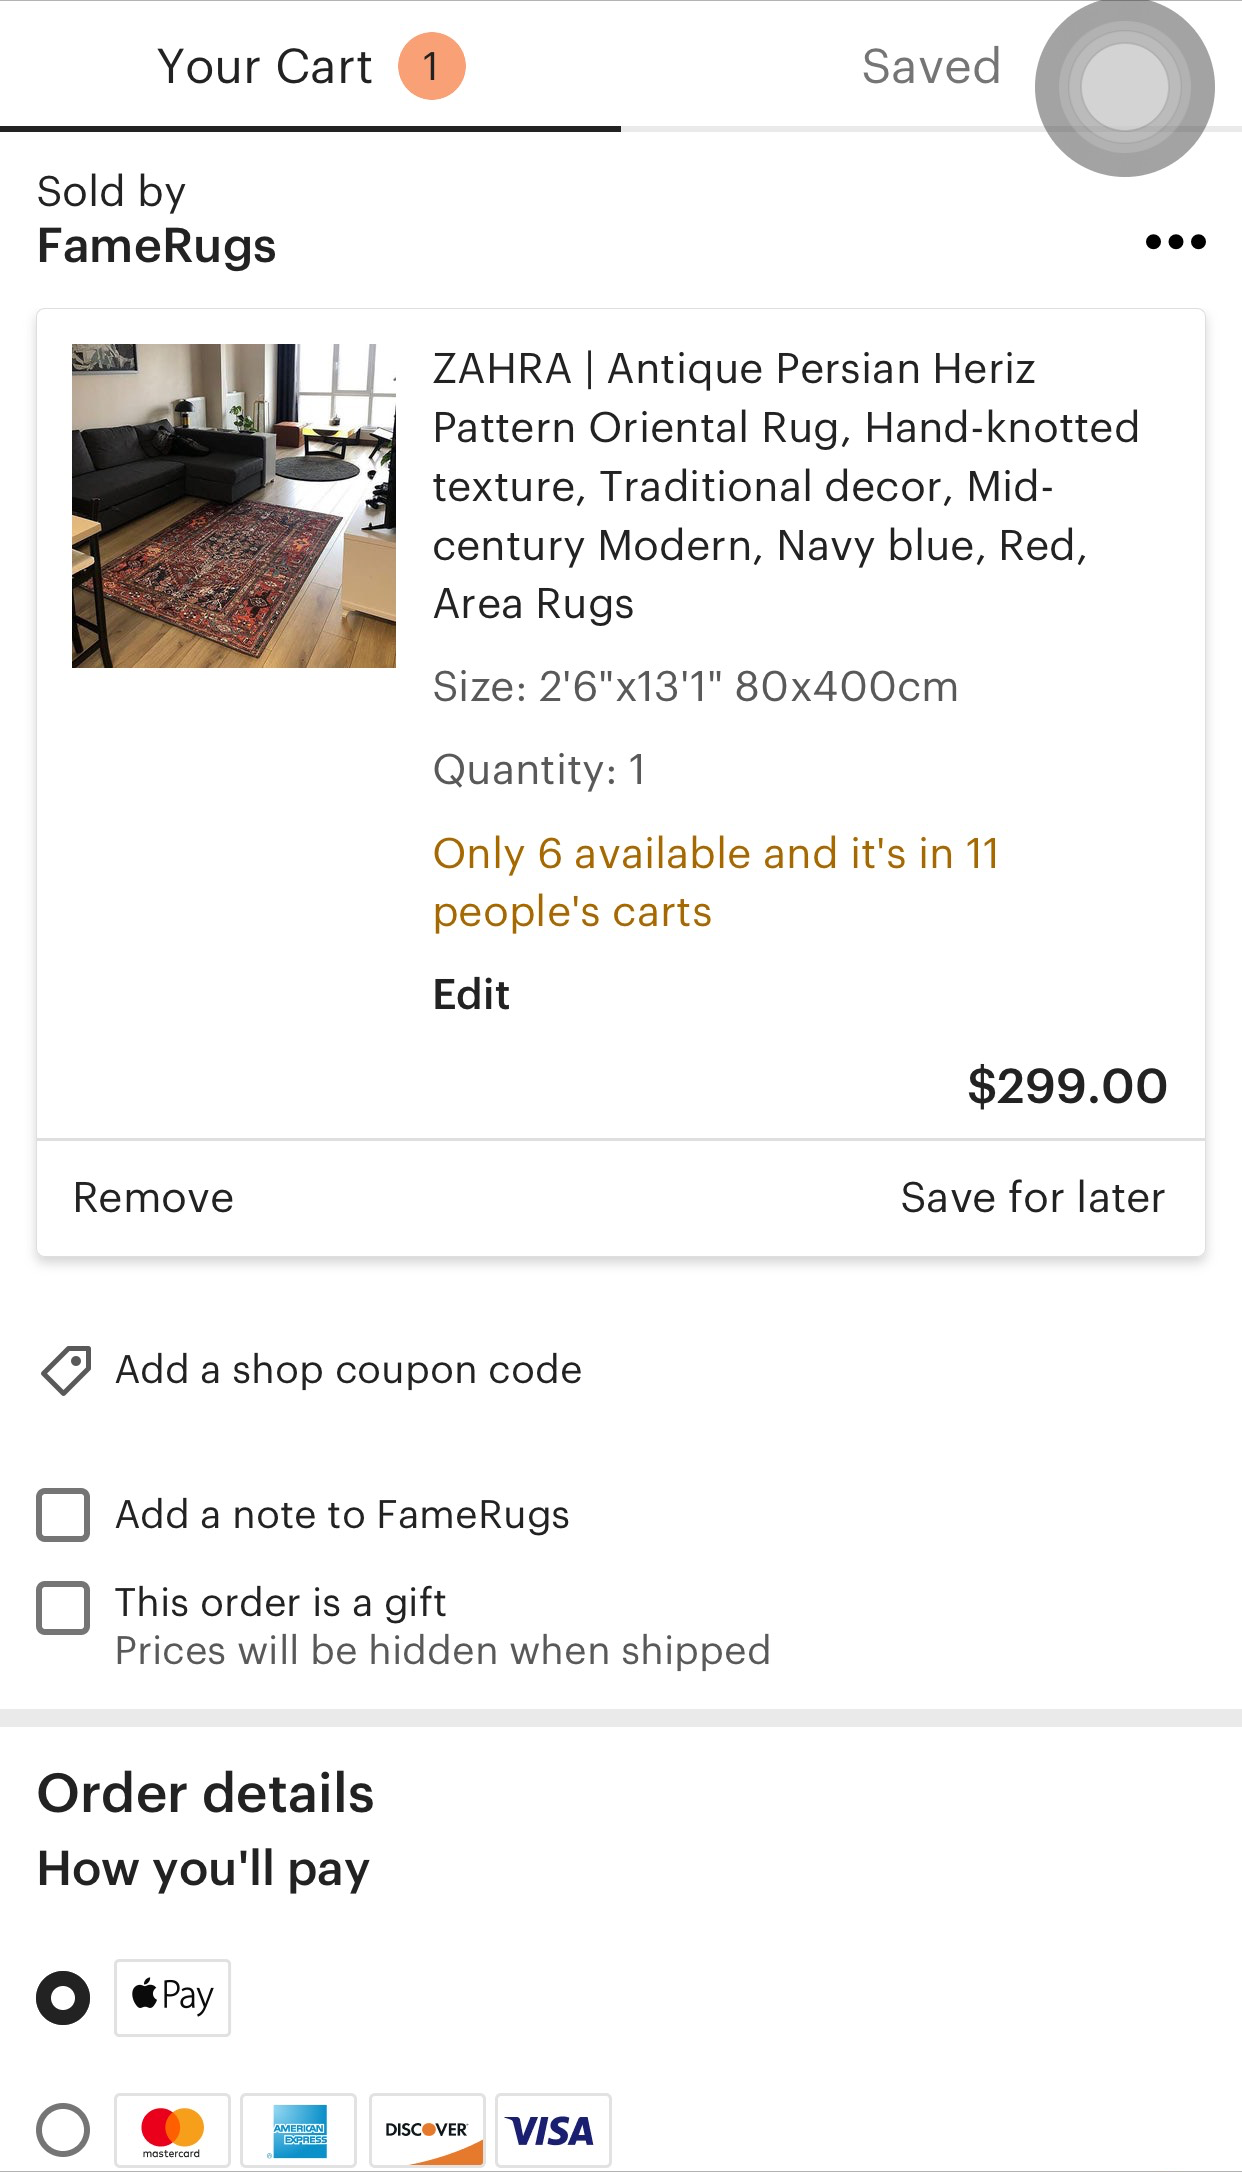 Your Cart 1 Saved
Sold by
FameRugs
ZAHRA | Antique Persian Heriz
Pattern Oriental Rug, Hand-knotted
texture, Traditional decor, Mid-
century Modern, Navy blue, Red,
Area Rugs
Size: 2'6"x13'1" 80x400cm
Quantity: 1
Only 6 available and it's in 11
people's carts
Edit
$299.00
Remove Save for later
Add a shop coupon code
Add a note to FameRugs
This order is a gift
Prices will be hidden when shipped
Order details
How you'll pay
Pay
mastercard AMERICAN EXPRESS DISCOVER VISA